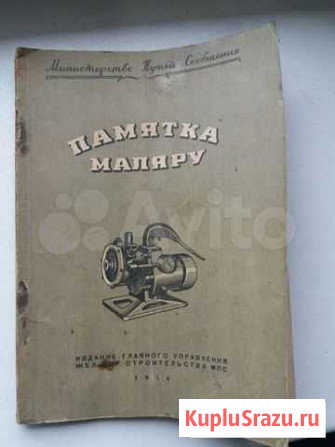 Министерство Путей Сообщения
ПАМЯТКА
МАЛЯРУ
Avito
ИЗДАНИЕ ГЛАВНОГО УПРАВЛЕНИЯ
СТРОИТЕЛЬСТВА МПС
KupluSrazu.ru